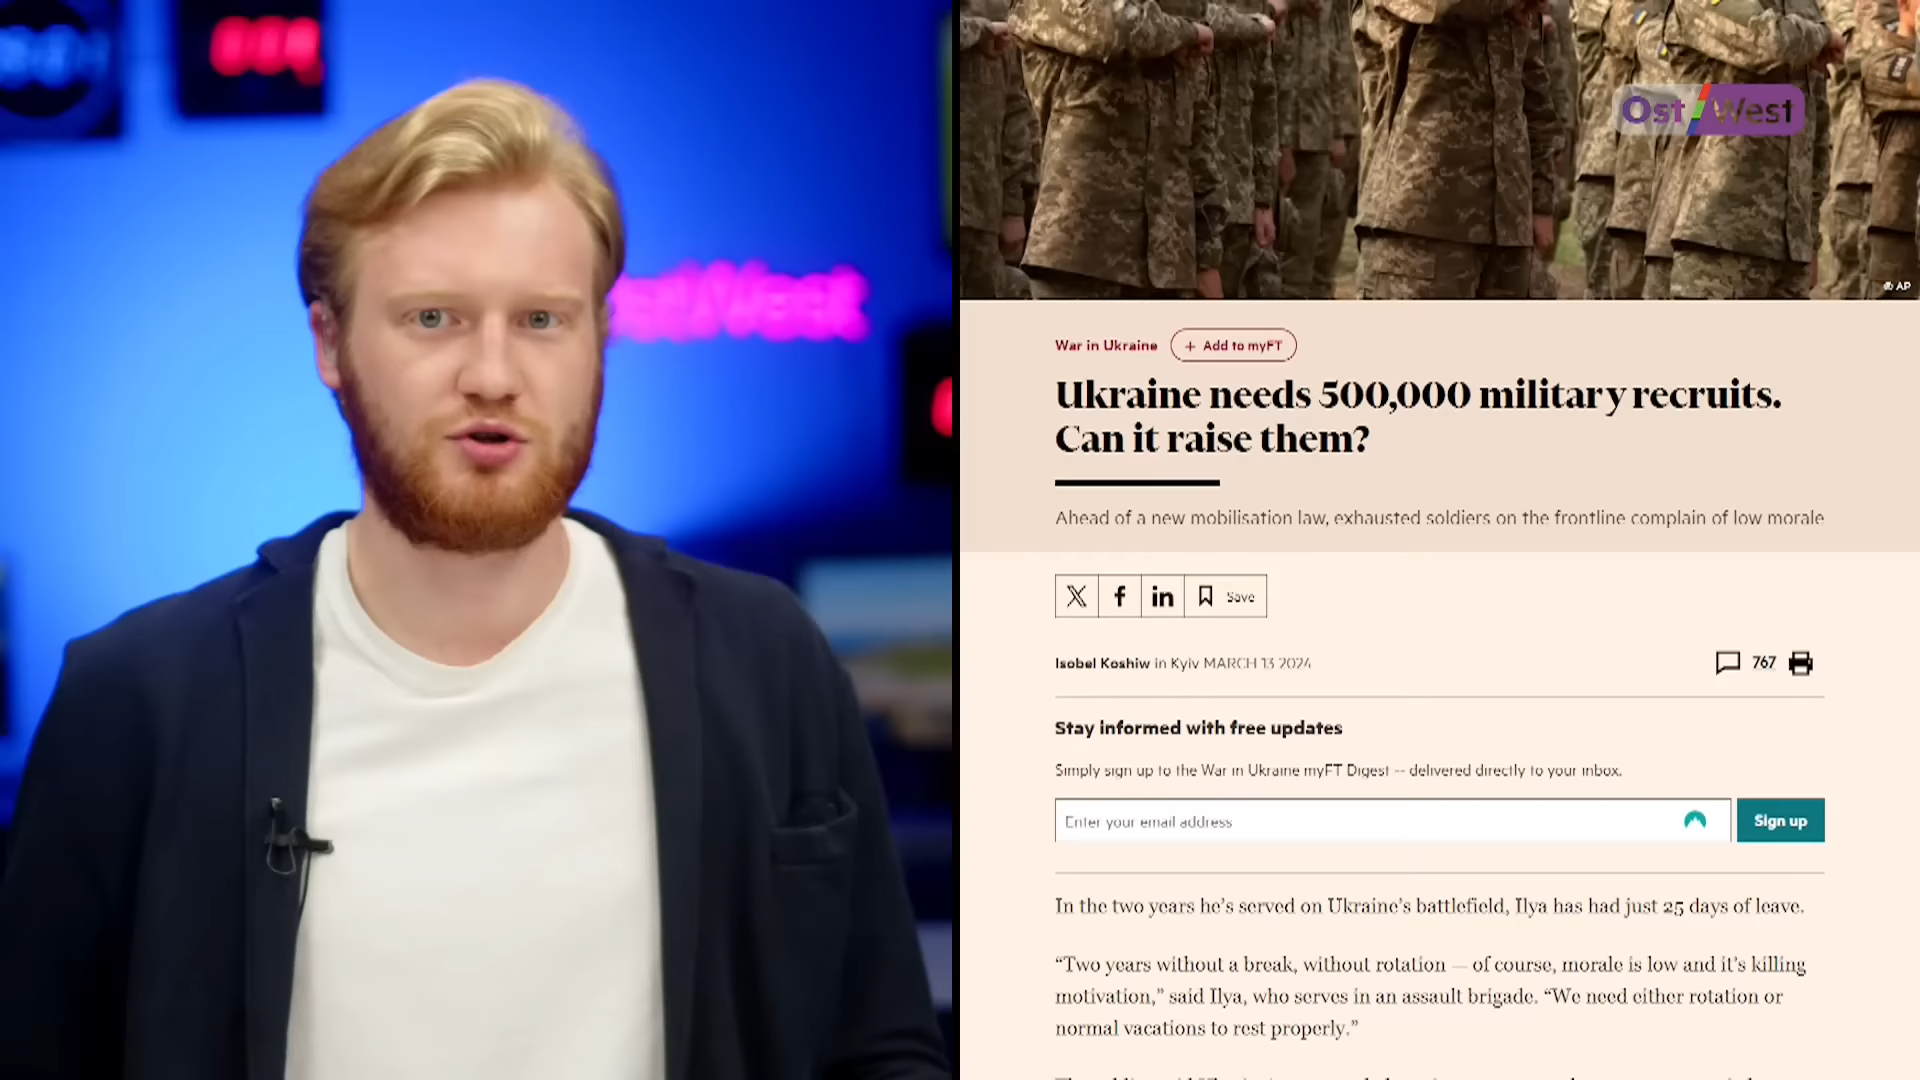 Ost/West
AP
War in Ukraine
+ Add to myFT
Ukraine needs 500,000 military recruits.
Can it raise them?
Ahead of a new mobilisation law, exhausted soldiers on the frontline complain of low morale
Save
Isobel Koshiw in Kyiv MARCH 13 2024
767
Stay informed with free updates
Simply sign up to the War in Ukraine myFT Digest -- delivered directly to your inbox.
Enter your email address
Sign up
In the two years he's served on Ukraine's battlefield, Ilya has had just 25 days of leave.
“Two years without a break, without rotation — of course, morale is low and it's killing
motivation,” said Ilya, who serves in an assault brigade. “We need either rotation or
normal vacations to rest properly.”